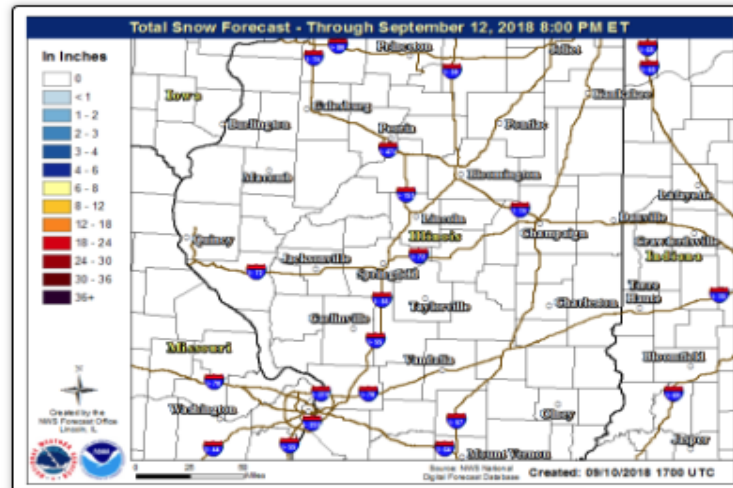 Total Snow Forecast - Through September 12, 2018 8:00 PM ET
In Inches
0
< 1
1 - 2
2 - 3
3 - 4
4 - 6
6 - 8
8 - 12
12 - 18
18 - 24
24 - 30
30 - 36
36+
Princeton
Joliet
Iowa
Galesburg
Kankakee
Burlington
Peoria
Pontiac
Macomb
Bloomington
Lafayette
Lincoln
Danville
Quincy
Illinois
Champaign
Crawfordsville
Jacksonville
Springfield
Indiana
Taylorville
Charleston
Terre
Haute
Carlinville
Missouri
Vandalia
Bloomfield
Washington
Olney
Mount Vernon
Jasper
Created by the
NWS Forecast Office
Lincoln, IL
0
25
50
Miles
Source: NWS National
Digital Forecast Database
Created: 09/10/2018 1700 UTC